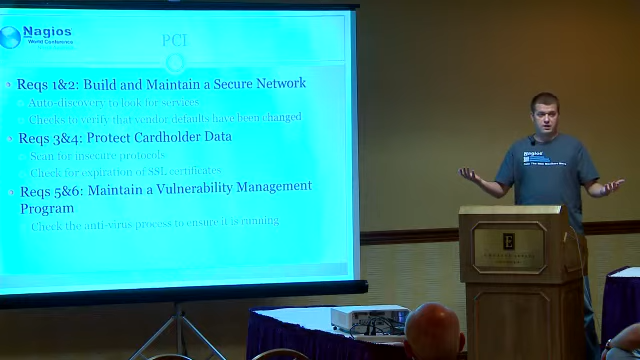 Nagios
World Conference
PCI
Reqs 1&2: Build and Maintain a Secure Network
Auto-discovery to look for services
Checks to verify that vendor defaults have been changed
Reqs 3&4: Protect Cardholder Data
Scan for insecure protocols
Check for expiration of SSL certificates
Reqs 5&6: Maintain a Vulnerability Management
Program
Check the anti-virus process to ensure it is running
Nagios
E